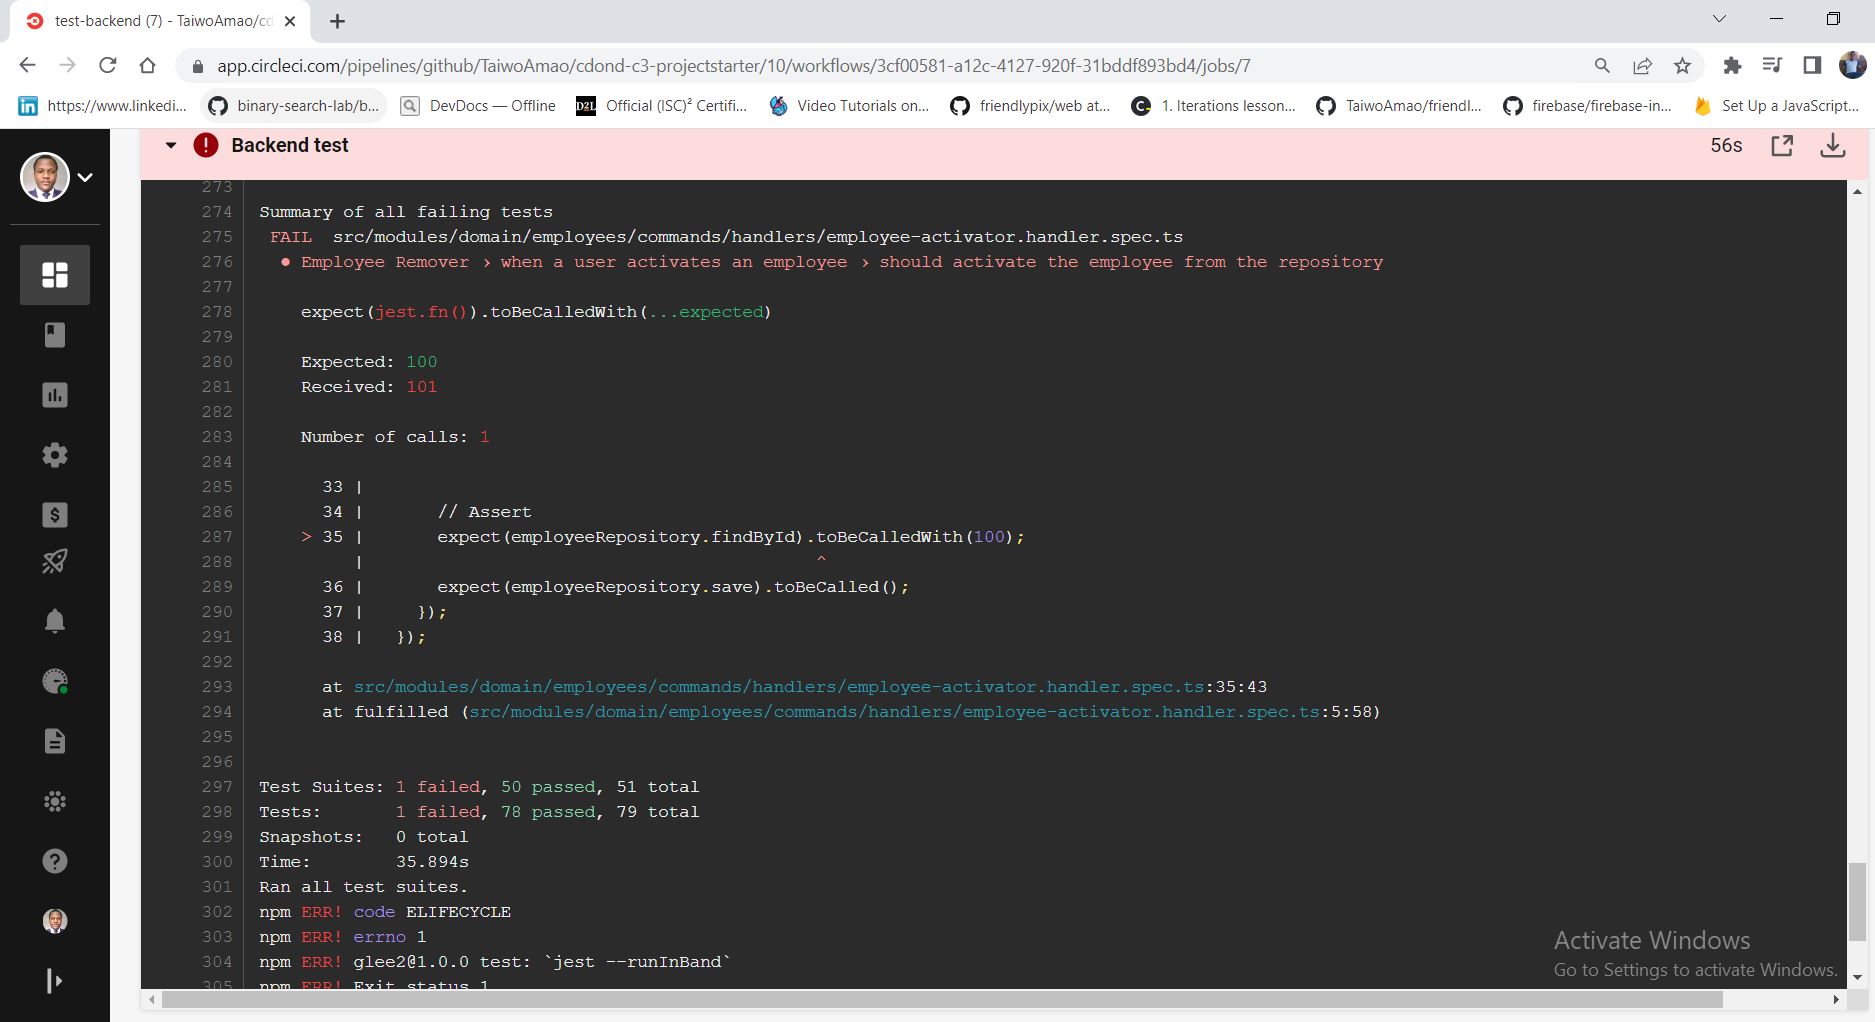 test-backend (7) - TaiwoAmao/cd
app.circleci.com/pipelines/github/TaiwoAmao/cdond-c3-projectstarter/10/workflows/3cf00581-a12c-4127-920f-31bddf893bd4/jobs/7
https://www.linkedi... binary-search-lab/b... DevDocs — Offline D2L Official (ISC)² Certifi... Video Tutorials on... friendlypix/web at... 1. Iterations lesson... TaiwoAmao/friendl... firebase/firebase-in... Set Up a JavaScript...
Backend test 56s
273
274 Summary of all failing tests
275 FAIL src/modules/domain/employees/commands/handlers/employee-activator.handler.spec.ts
276 ● Employee Remover › when a user activates an employee › should activate the employee from the repository
277
278 expect(jest.fn()).toBeCalledWith(...expected)
279
280 Expected: 100
281 Received: 101
282
283 Number of calls: 1
284
285 33 |
286 34 | // Assert
287 > 35 | expect(employeeRepository.findById).toBeCalledWith(100);
288 | ^
289 36 | expect(employeeRepository.save).toBeCalled();
290 37 | });
291 38 | });
292
293 at src/modules/domain/employees/commands/handlers/employee-activator.handler.spec.ts:35:43
294 at fulfilled (src/modules/domain/employees/commands/handlers/employee-activator.handler.spec.ts:5:58)
295
296
297 Test Suites: 1 failed, 50 passed, 51 total
298 Tests: 1 failed, 78 passed, 79 total
299 Snapshots: 0 total
300 Time: 35.894s
301 Ran all test suites.
302 npm ERR! code ELIFECYCLE
303 npm ERR! errno 1
304 npm ERR! glee2@1.0.0 test: `jest --runInBand`
305 npm ERR! Exit status 1
Activate Windows
Go to Settings to activate Windows.